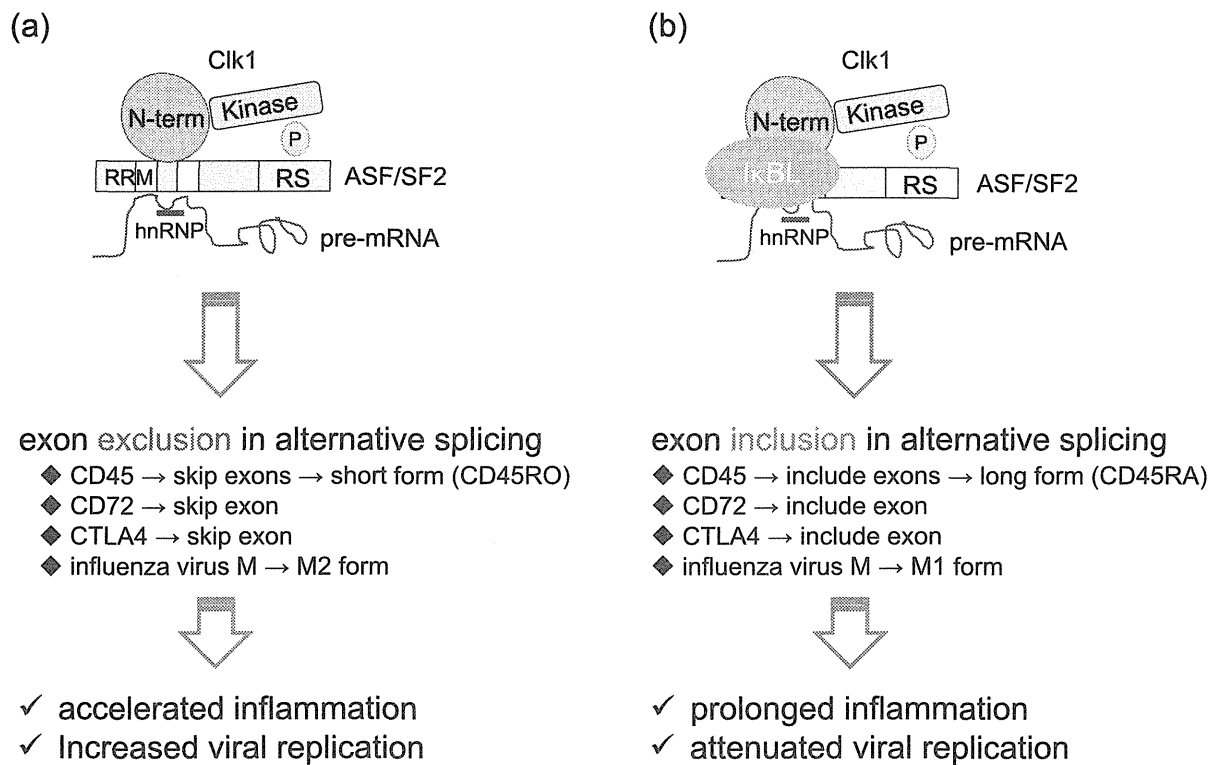 (a)
Clk1
N-term
Kinase
P
RRM
RS
ASF/SF2
hnRNP
pre-mRNA
exon exclusion in alternative splicing
◆ CD45 → skip exons → short form (CD45RO)
◆ CD72 → skip exon
◆ CTLA4 → skip exon
◆ influenza virus M → M2 form
✓ accelerated inflammation
✓ Increased viral replication
(b)
Clk1
N-term
Kinase
P
IκBL
RS
ASF/SF2
hnRNP
pre-mRNA
exon inclusion in alternative splicing
◆ CD45 → include exons → long form (CD45RA)
◆ CD72 → include exon
◆ CTLA4 → include exon
◆ influenza virus M → M1 form
✓ prolonged inflammation
✓ attenuated viral replication